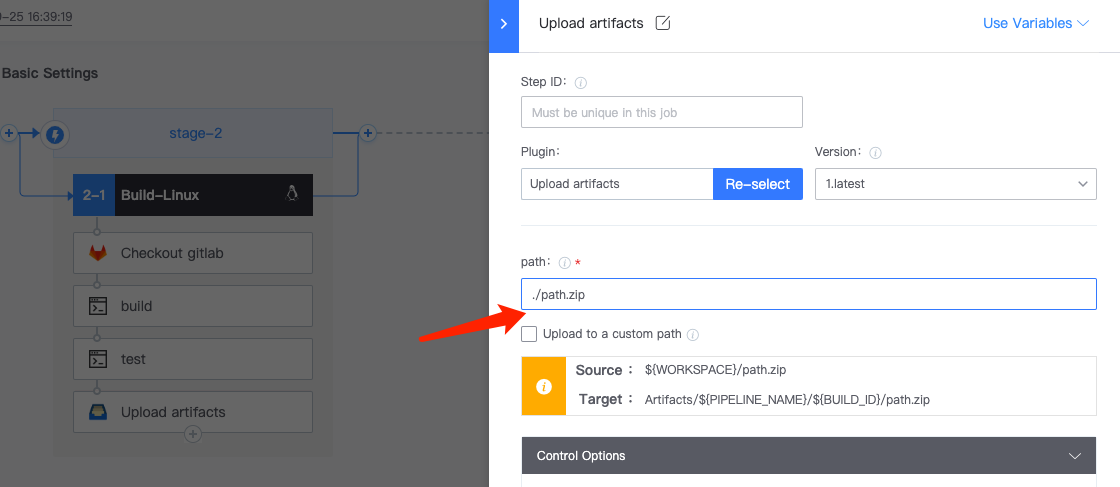 9-25 16:39:19
Basic Settings
stage-2
2-1 Build-Linux
Checkout gitlab
build
test
Upload artifacts
Upload artifacts
Use Variables
Step ID:
Must be unique in this job
Plugin:
Version:
Upload artifacts Re-select
1.latest
path: *
./path.zip
Upload to a custom path
Source : ${WORKSPACE}/path.zip
Target : Artifacts/${PIPELINE_NAME}/${BUILD_ID}/path.zip
Control Options